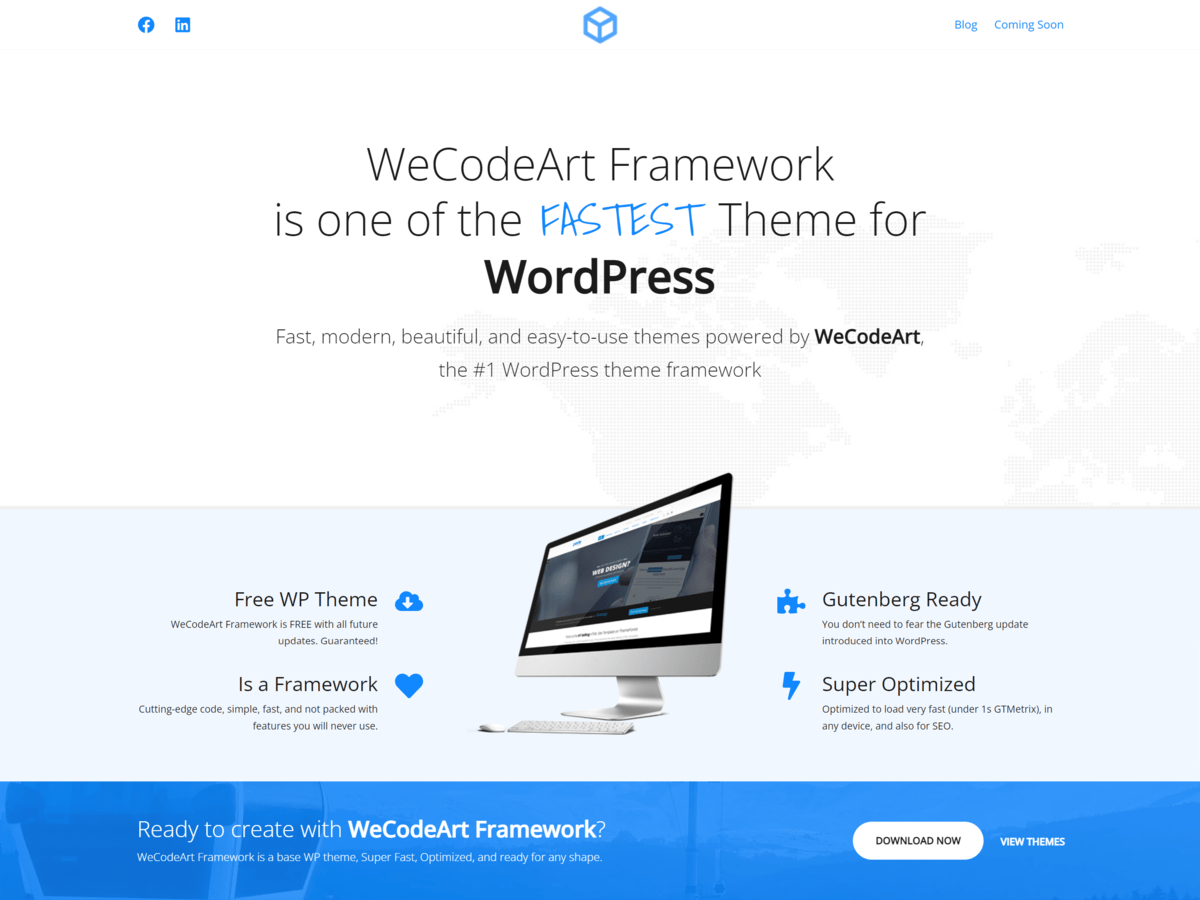 Blog
Coming Soon
WeCodeArt Framework
is one of the FASTEST Theme for
WordPress
Fast, modern, beautiful, and easy-to-use themes powered by WeCodeArt,
the #1 WordPress theme framework
WEB DESIGN?
Free WP Theme
WeCodeArt Framework is FREE with all future
updates. Guaranteed!
Is a Framework
Cutting-edge code, simple, fast, and not packed with
features you will never use.
Gutenberg Ready
You don’t need to fear the Gutenberg update
introduced into WordPress.
Super Optimized
Optimized to load very fast (under 1s GTMetrix), in
any device, and also for SEO.
Ready to create with WeCodeArt Framework?
WeCodeArt Framework is a base WP theme, Super Fast, Optimized, and ready for any shape.
DOWNLOAD NOW
VIEW THEMES